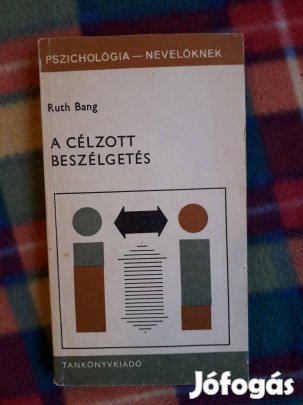 PSZICHOLÓGIA — NEVELŐKNEK
Ruth Bang
A CÉLZOTT
BESZÉLGETÉS
TANKÖNYVKIADÓ
Jófogás